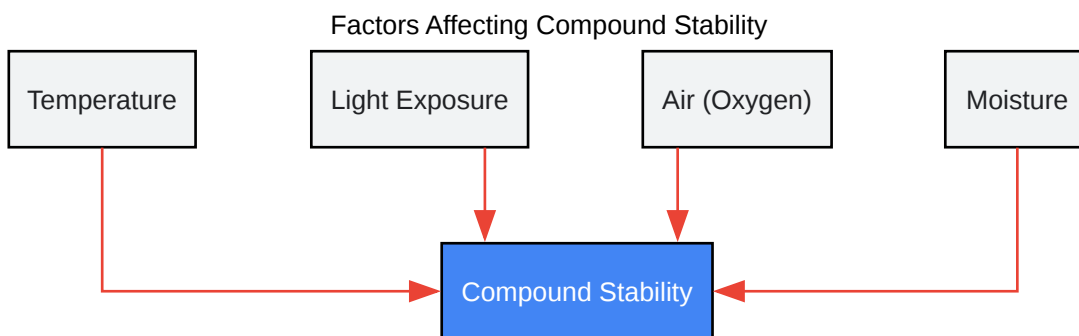 Factors Affecting Compound Stability
Temperature
Light Exposure
Air (Oxygen)
Moisture
Compound Stability